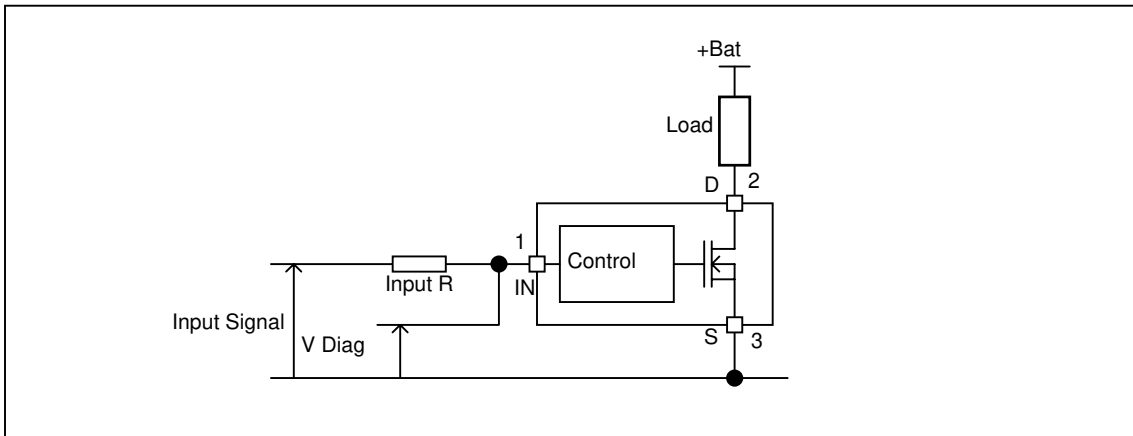 +Bat
Load
D 2
1
Control
IN
Input R
Input Signal
V Diag
S 3